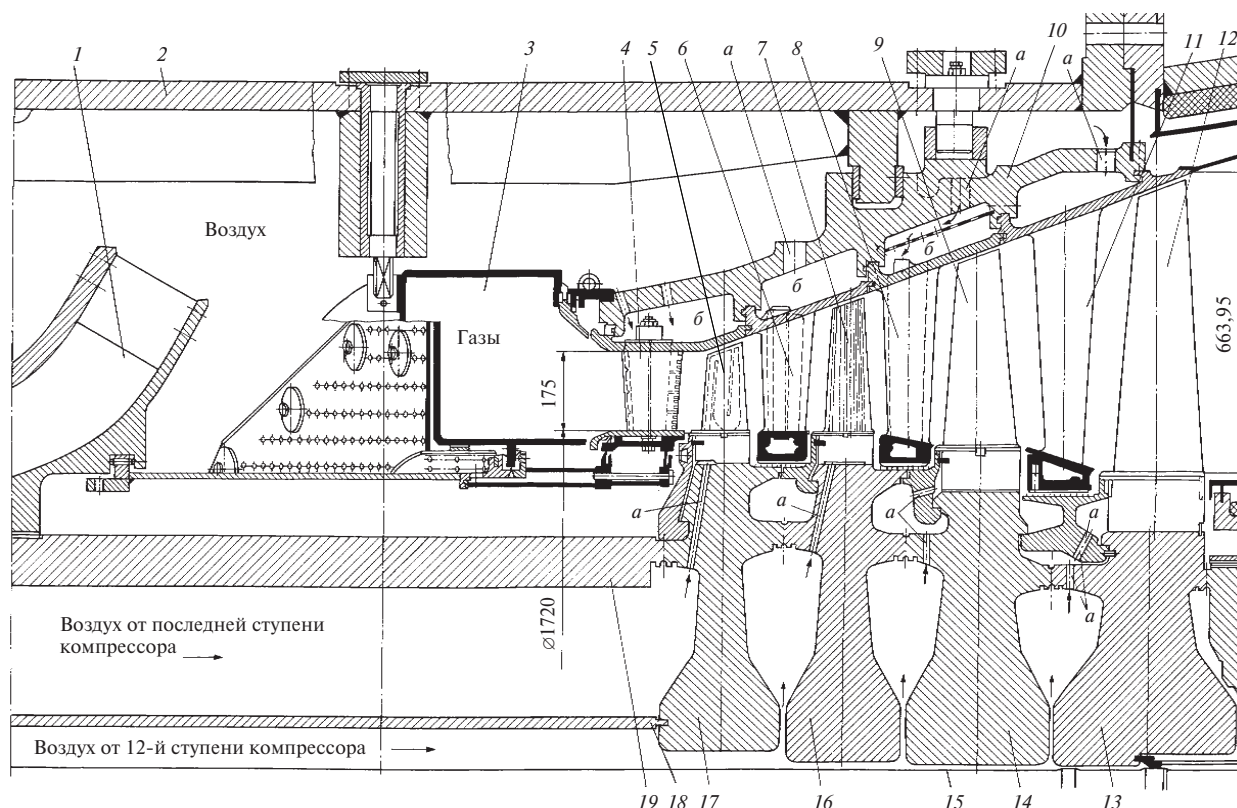 1
2
3
4
5
6
а
7
8
9
10
а
а
11
12
Воздух
Газы
б
б
б
175
663,95
а
а
а
а
а
∅1720
Воздух от последней ступени
компрессора
Воздух от 12-й ступени компрессора
19
18
17
16
15
14
13